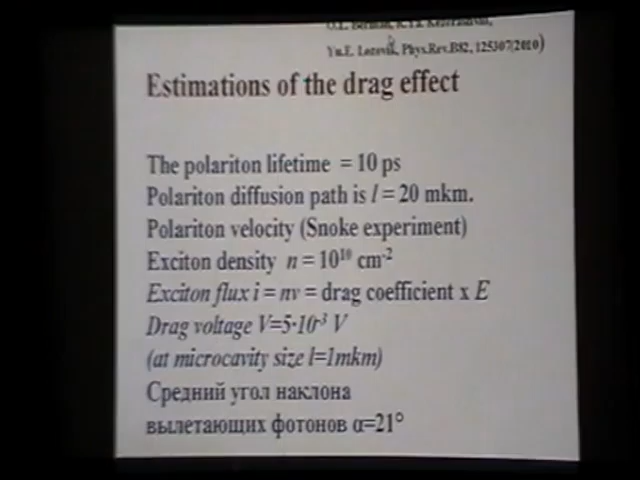 Yu.E. Lozovik, Phys.Rev.B82, 125307(2010)
Estimations of the drag effect
The polariton lifetime = 10 ps
Polariton diffusion path is l = 20 mkm.
Polariton velocity (Snoke experiment)
Exciton density n = 10¹⁰ cm⁻²
Exciton flux i = nv = drag coefficient x E
Drag voltage V=5·10⁻³ V
(at microcavity size l=1mkm)
Средний угол наклона
вылетающих фотонов α=21°